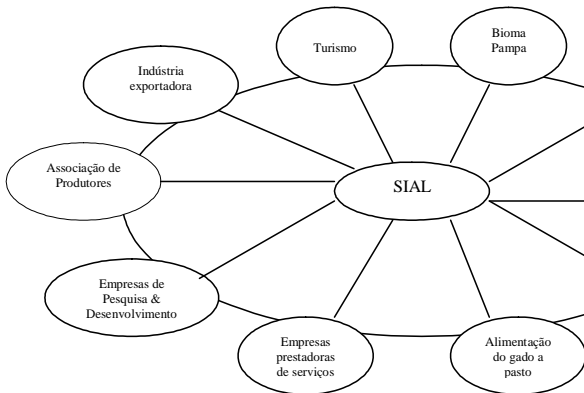 Turismo
Bioma
Pampa
Indústria
exportadora
Associação de
Produtores
SIAL
Empresas de
Pesquisa &
Desenvolvimento
Empresas
prestadoras
de serviços
Alimentação
do gado a
pasto